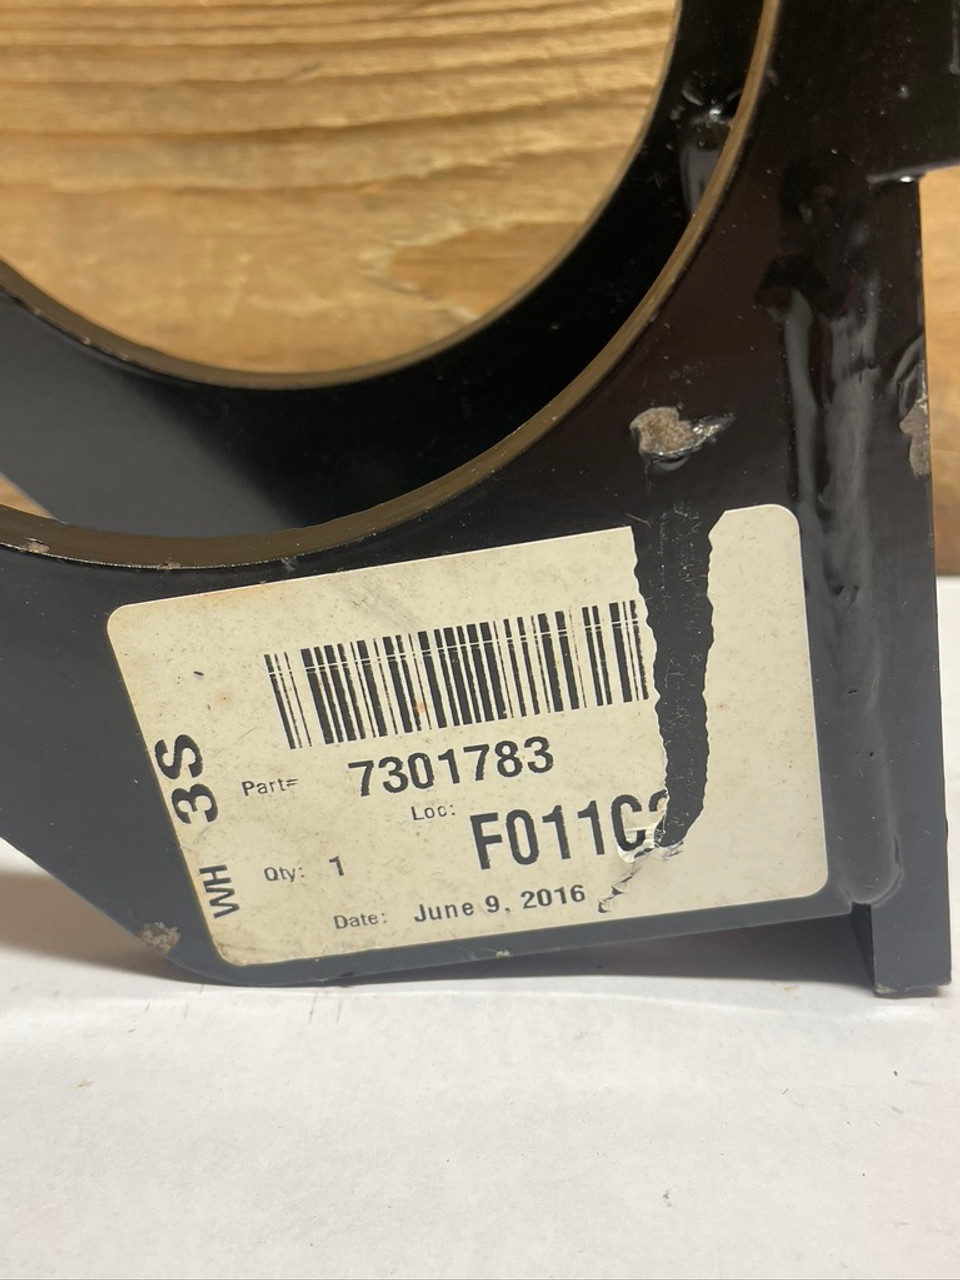 Part= 7301783
Loc:
Qty: 1
Date: June 9, 2016
WH 3S